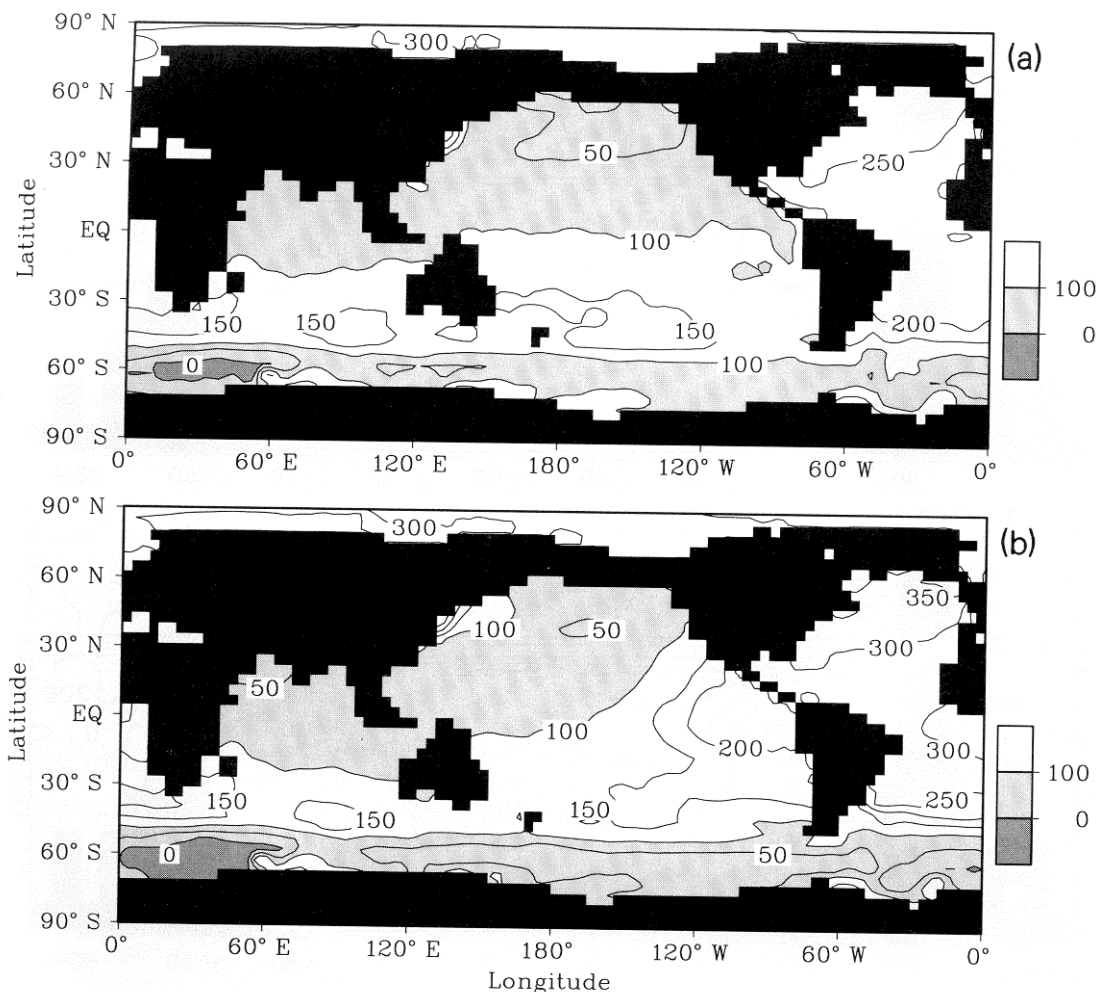 90° N
300
(a)
60° N
50
250
30° N
Latitude
EQ
100
100
30° S
150
150
150
200
0
60° S
0
100
90° S
0°
60° E
120° E
180°
120° W
60° W
0°
90° N
300
(b)
60° N
350
100
50
300
30° N
50
Latitude
EQ
100
200
300
100
30° S
150
150
150
250
0
60° S
0
50
90° S
0°
60° E
120° E
180°
120° W
60° W
0°
Longitude